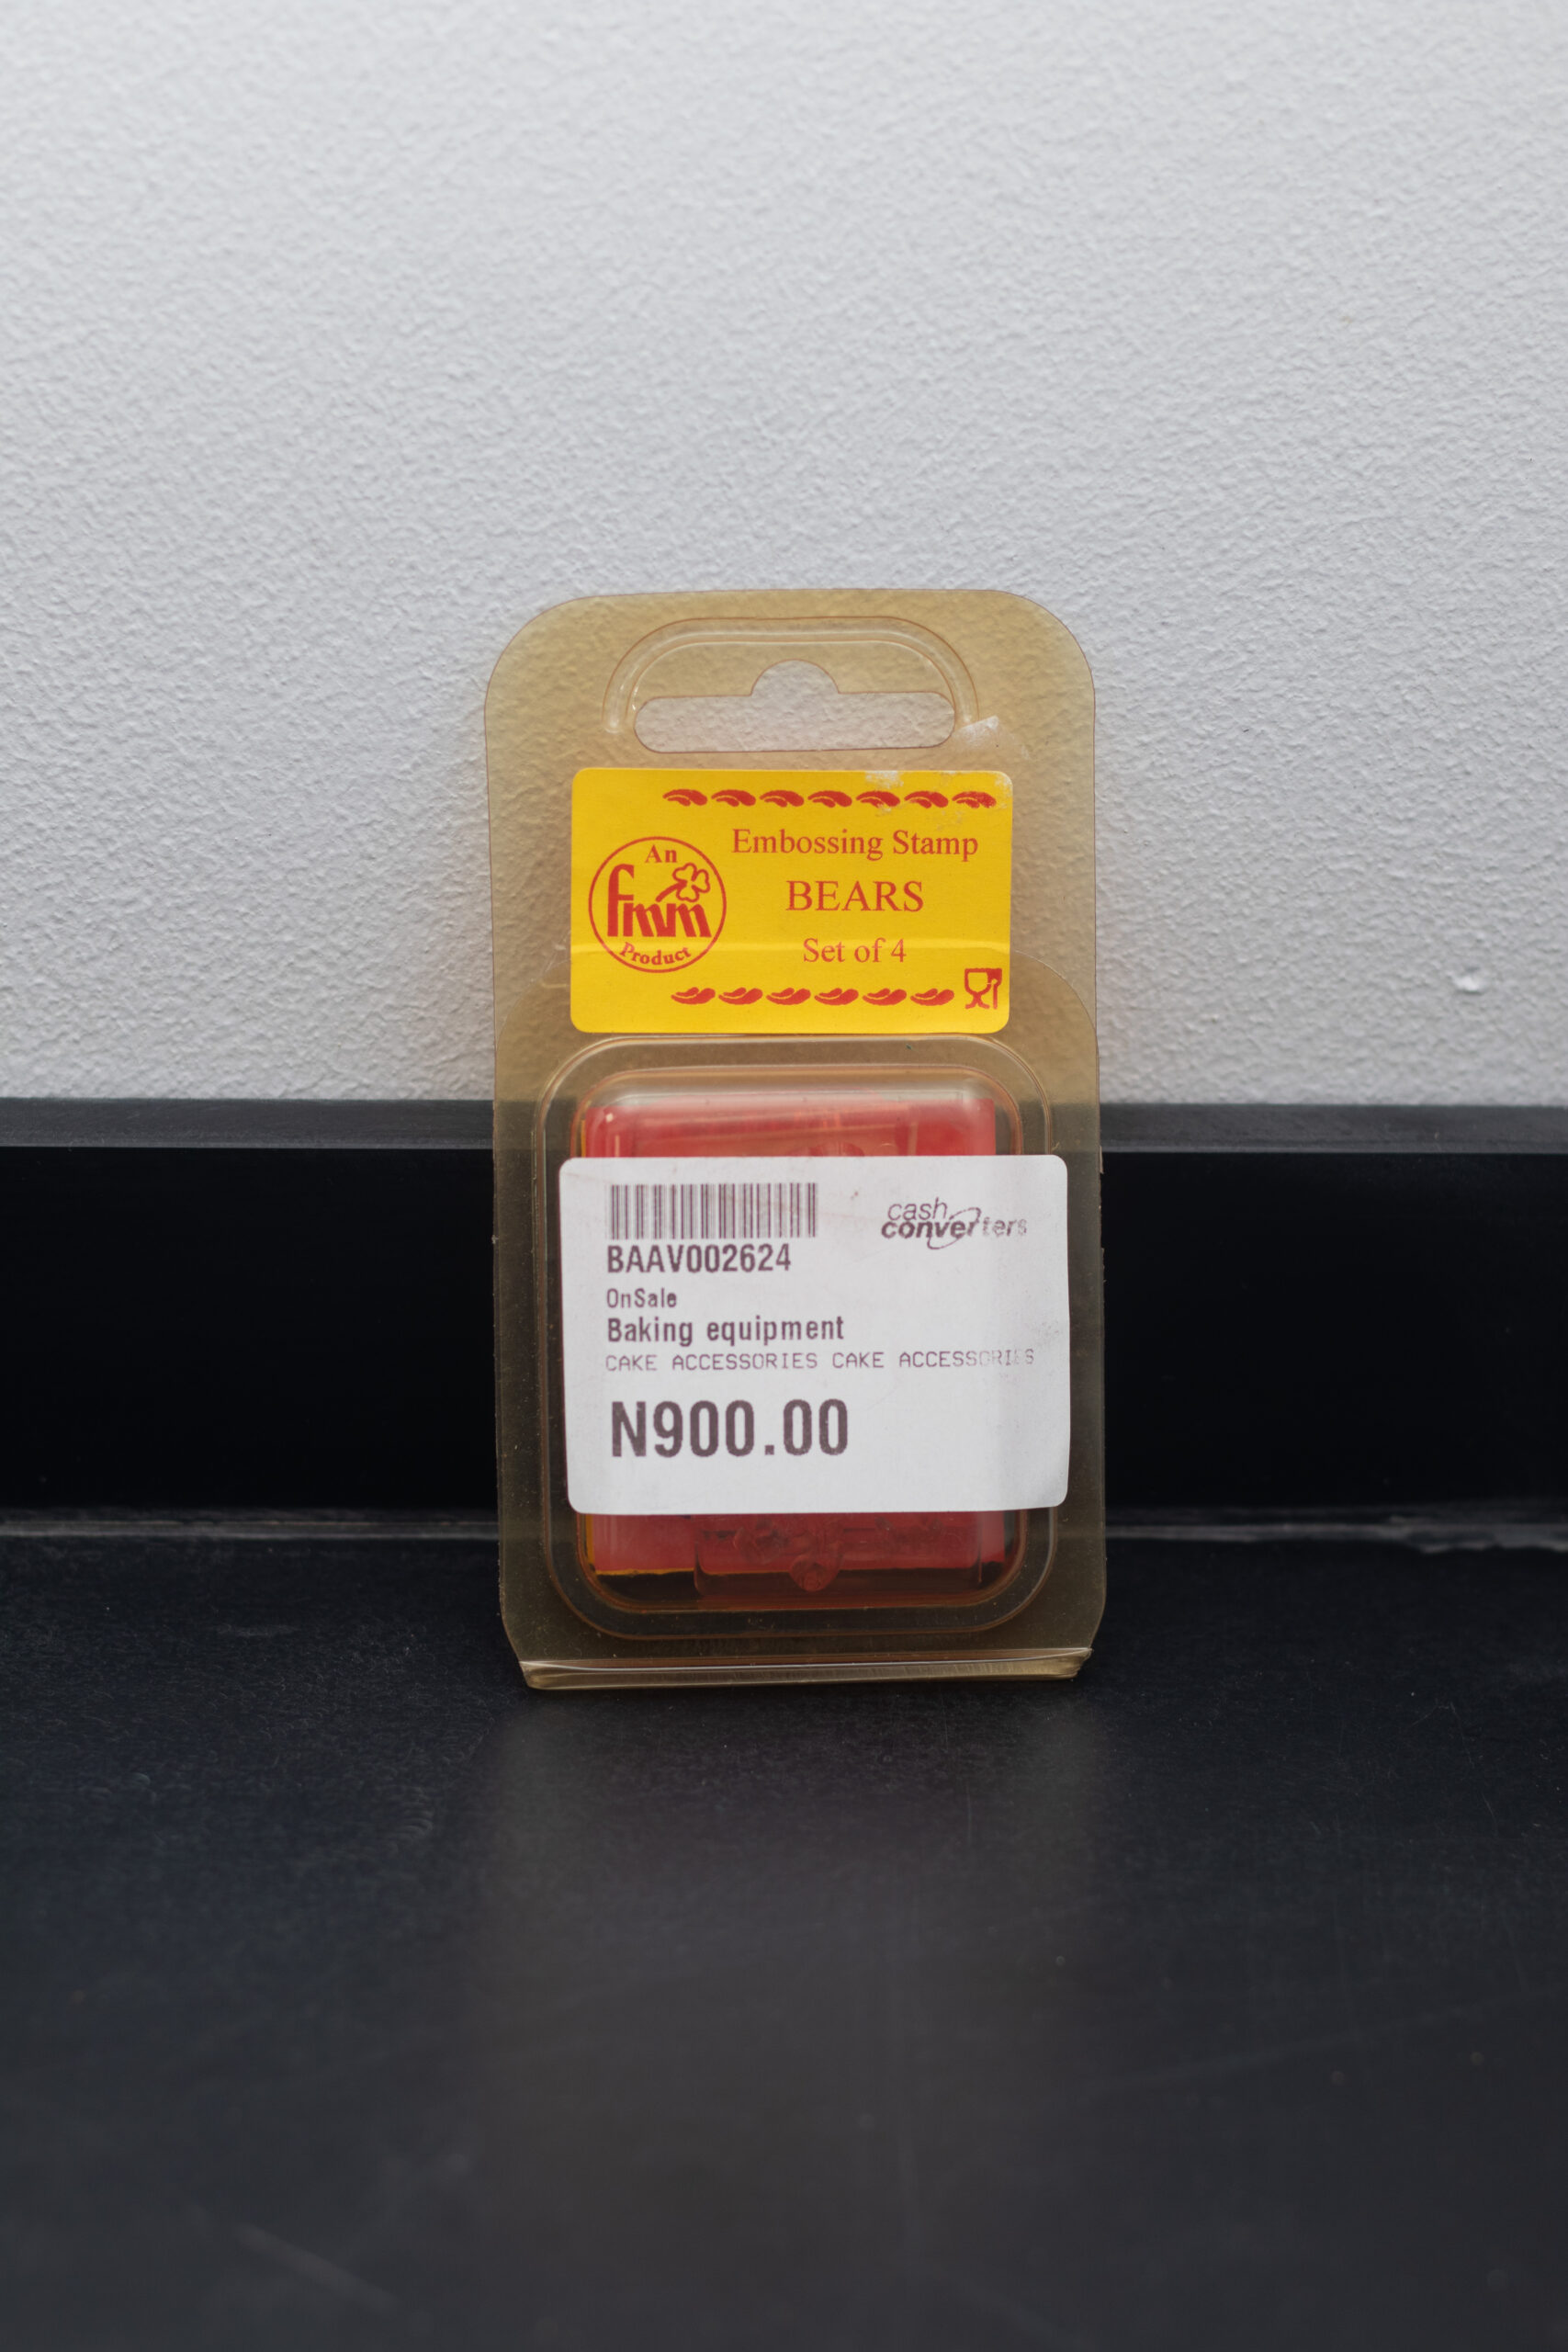 Embossing Stamp
BEARS
Set of 4
An
fmm
Product
cash
converters
BAAV002624
OnSale
Baking equipment
CAKE ACCESSORIES CAKE ACCESSORIES
N900.00